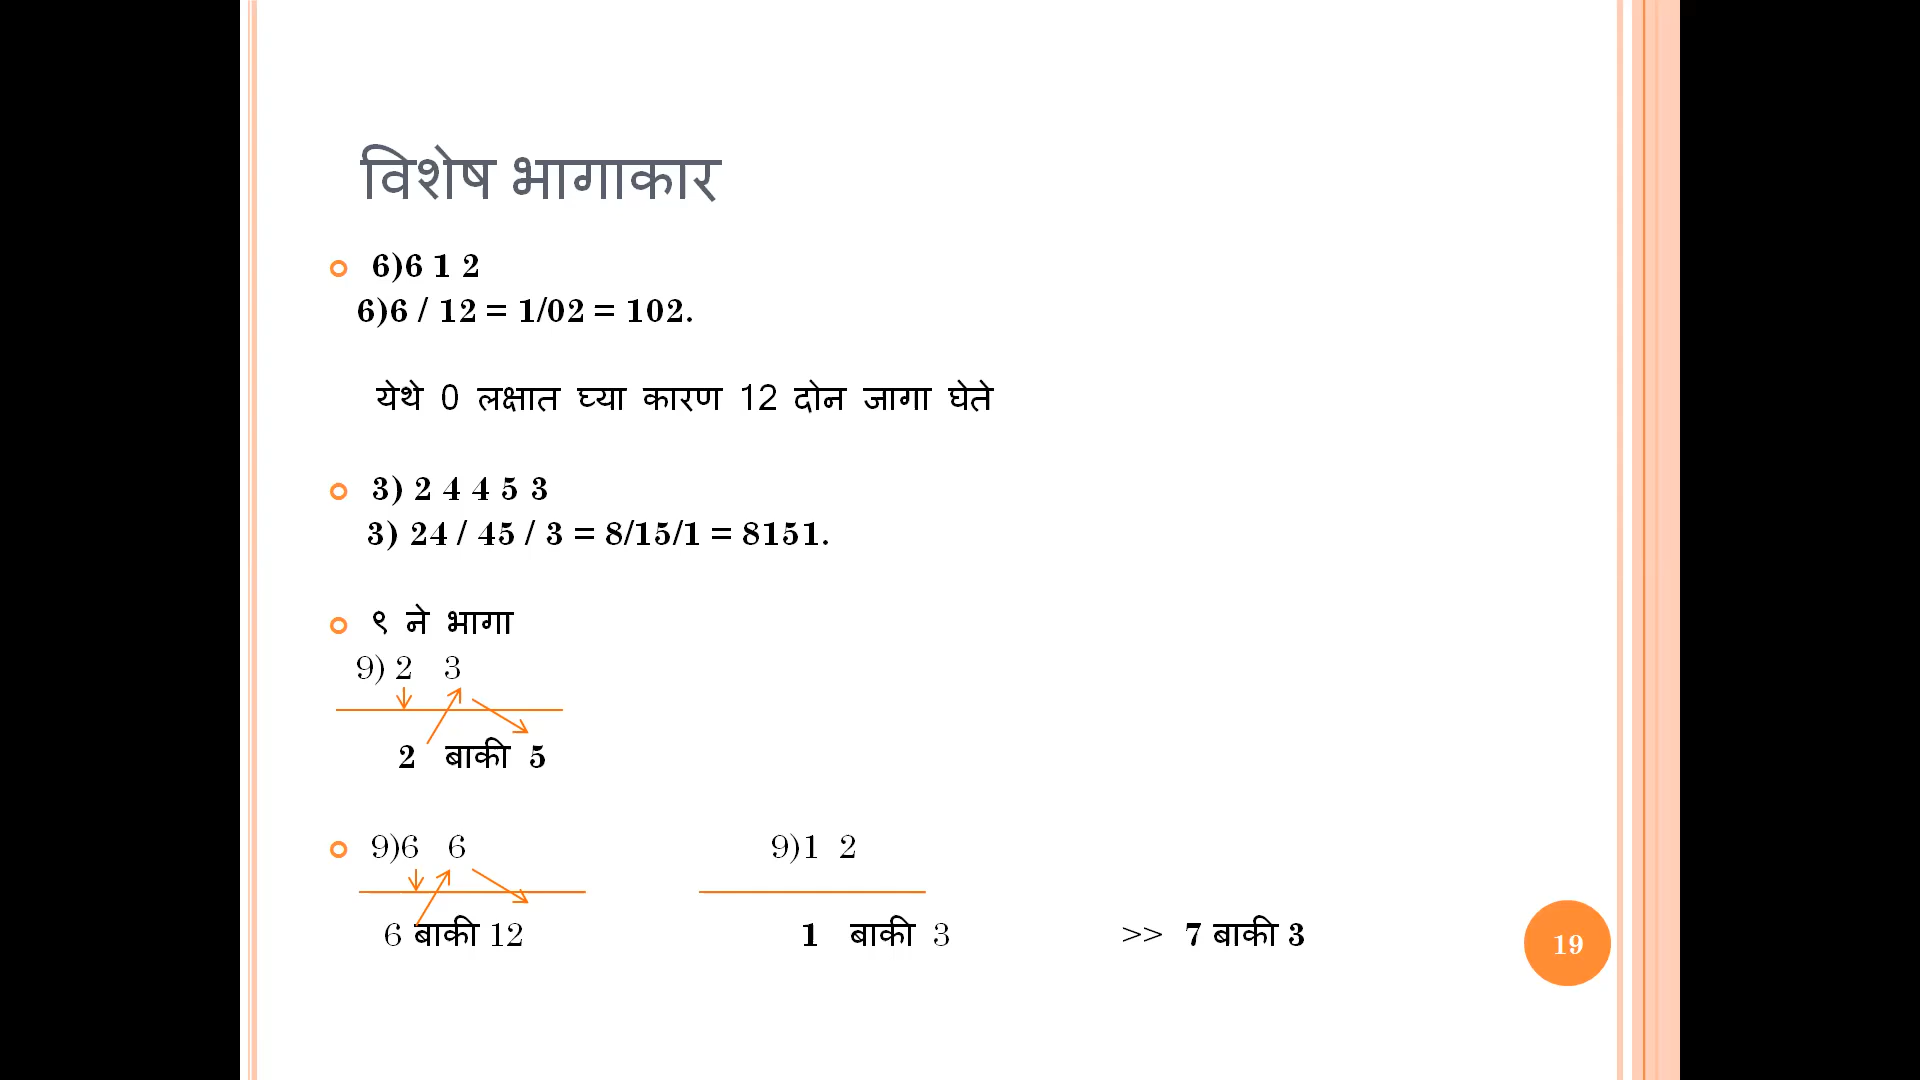 विशेष भागाकार
6)6 1 2
6)6 / 12 = 1/02 = 102.
येथे 0 लक्षात घ्या कारण 12 दोन जागा घेते
3) 2 4 4 5 3
3) 24 / 45 / 3 = 8/15/1 = 8151.
९ ने भागा
9) 2 3
2 बाकी 5
9)6 6 9)1 2
6 बाकी 12 1 बाकी 3 >> 7 बाकी 3
19